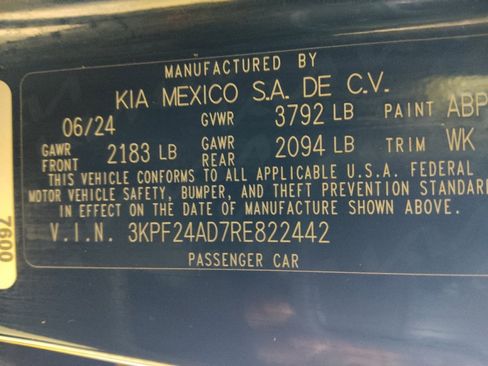 MANUFACTURED BY
KIA MEXICO S.A. DE C.V.
06/24 GVWR 3792 LB PAINT ABP
GAWR FRONT 2183 LB GAWR REAR 2094 LB TRIM WK
THIS VEHICLE CONFORMS TO ALL APPLICABLE U.S.A. FEDERAL
MOTOR VEHICLE SAFETY, BUMPER, AND THEFT PREVENTION STANDARD
IN EFFECT ON THE DATE OF MANUFACTURE SHOWN ABOVE.
V.I.N. 3KPF24AD7RE822442
PASSENGER CAR
7600